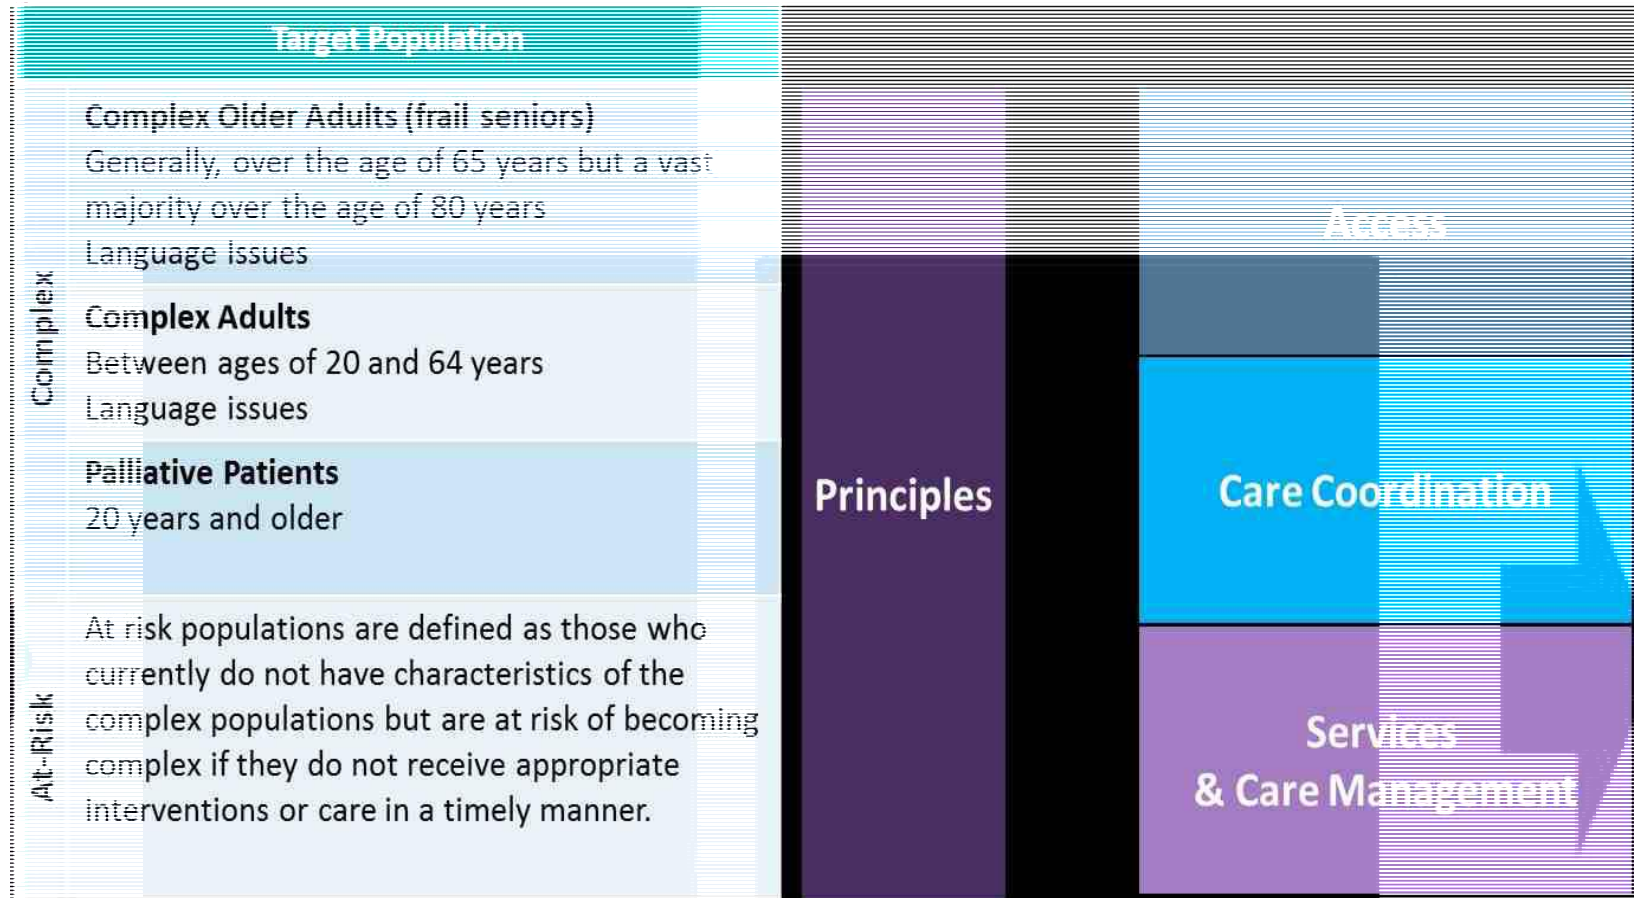 Target Population
Complex
Complex Older Adults (frail seniors)
Generally, over the age of 65 years but a vast
majority over the age of 80 years
Language issues
Complex Adults
Between ages of 20 and 64 years
Language issues
Palliative Patients
20 years and older
At-Risk
At risk populations are defined as those who
currently do not have characteristics of the
complex populations but are at risk of becoming
complex if they do not receive appropriate
interventions or care in a timely manner.
Principles
Access
Care Coordination
Services
& Care Management